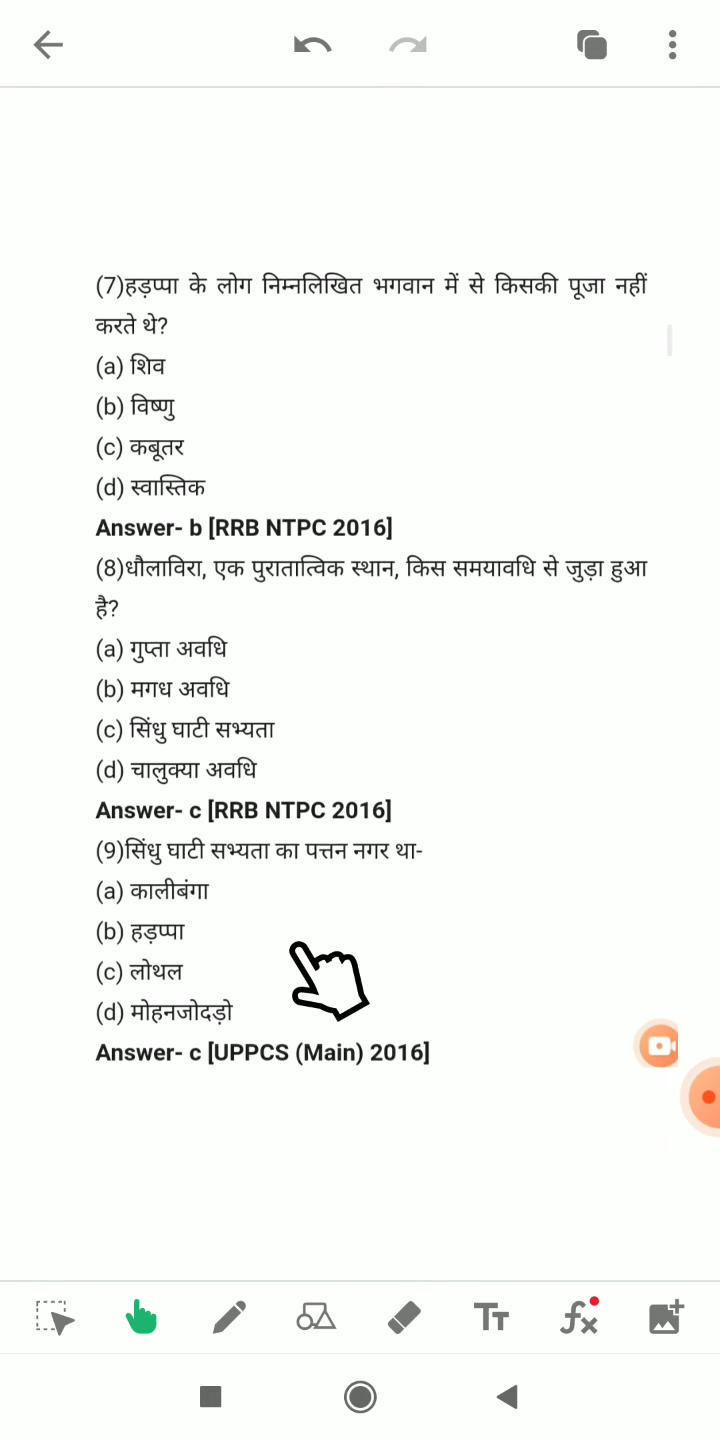 (7)हड़प्पा के लोग निम्नलिखित भगवान में से किसकी पूजा नहीं
करते थे?
(a) शिव
(b) विष्णु
(c) कबूतर
(d) स्वास्तिक
Answer- b [RRB NTPC 2016]
(8)धौलाविरा, एक पुरातात्विक स्थान, किस समयावधि से जुड़ा हुआ
है?
(a) गुप्ता अवधि
(b) मगध अवधि
(c) सिंधु घाटी सभ्यता
(d) चालुक्या अवधि
Answer- c [RRB NTPC 2016]
(9)सिंधु घाटी सभ्यता का पत्तन नगर था-
(a) कालीबंगा
(b) हड़प्पा
(c) लोथल
(d) मोहनजोदड़ो
Answer- c [UPPCS (Main) 2016]
TT fx